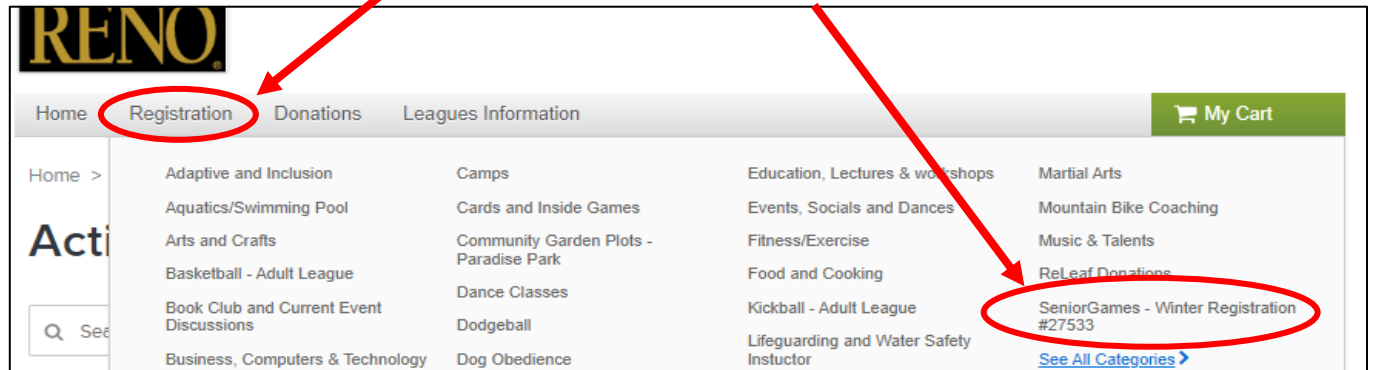 RENO®
Home Registration Donations Leagues Information My Cart
Home >
Acti
Sea
Adaptive and Inclusion
Aquatics/Swimming Pool
Arts and Crafts
Basketball - Adult League
Book Club and Current Event
Discussions
Business, Computers & Technology
Camps
Cards and Inside Games
Community Garden Plots -
Paradise Park
Dance Classes
Dodgeball
Dog Obedience
Education, Lectures & workshops
Events, Socials and Dances
Fitness/Exercise
Food and Cooking
Kickball - Adult League
Lifeguarding and Water Safety
Instuctor
Martial Arts
Mountain Bike Coaching
Music & Talents
ReLeaf Donations
SeniorGames - Winter Registration
#27533
See All Categories >